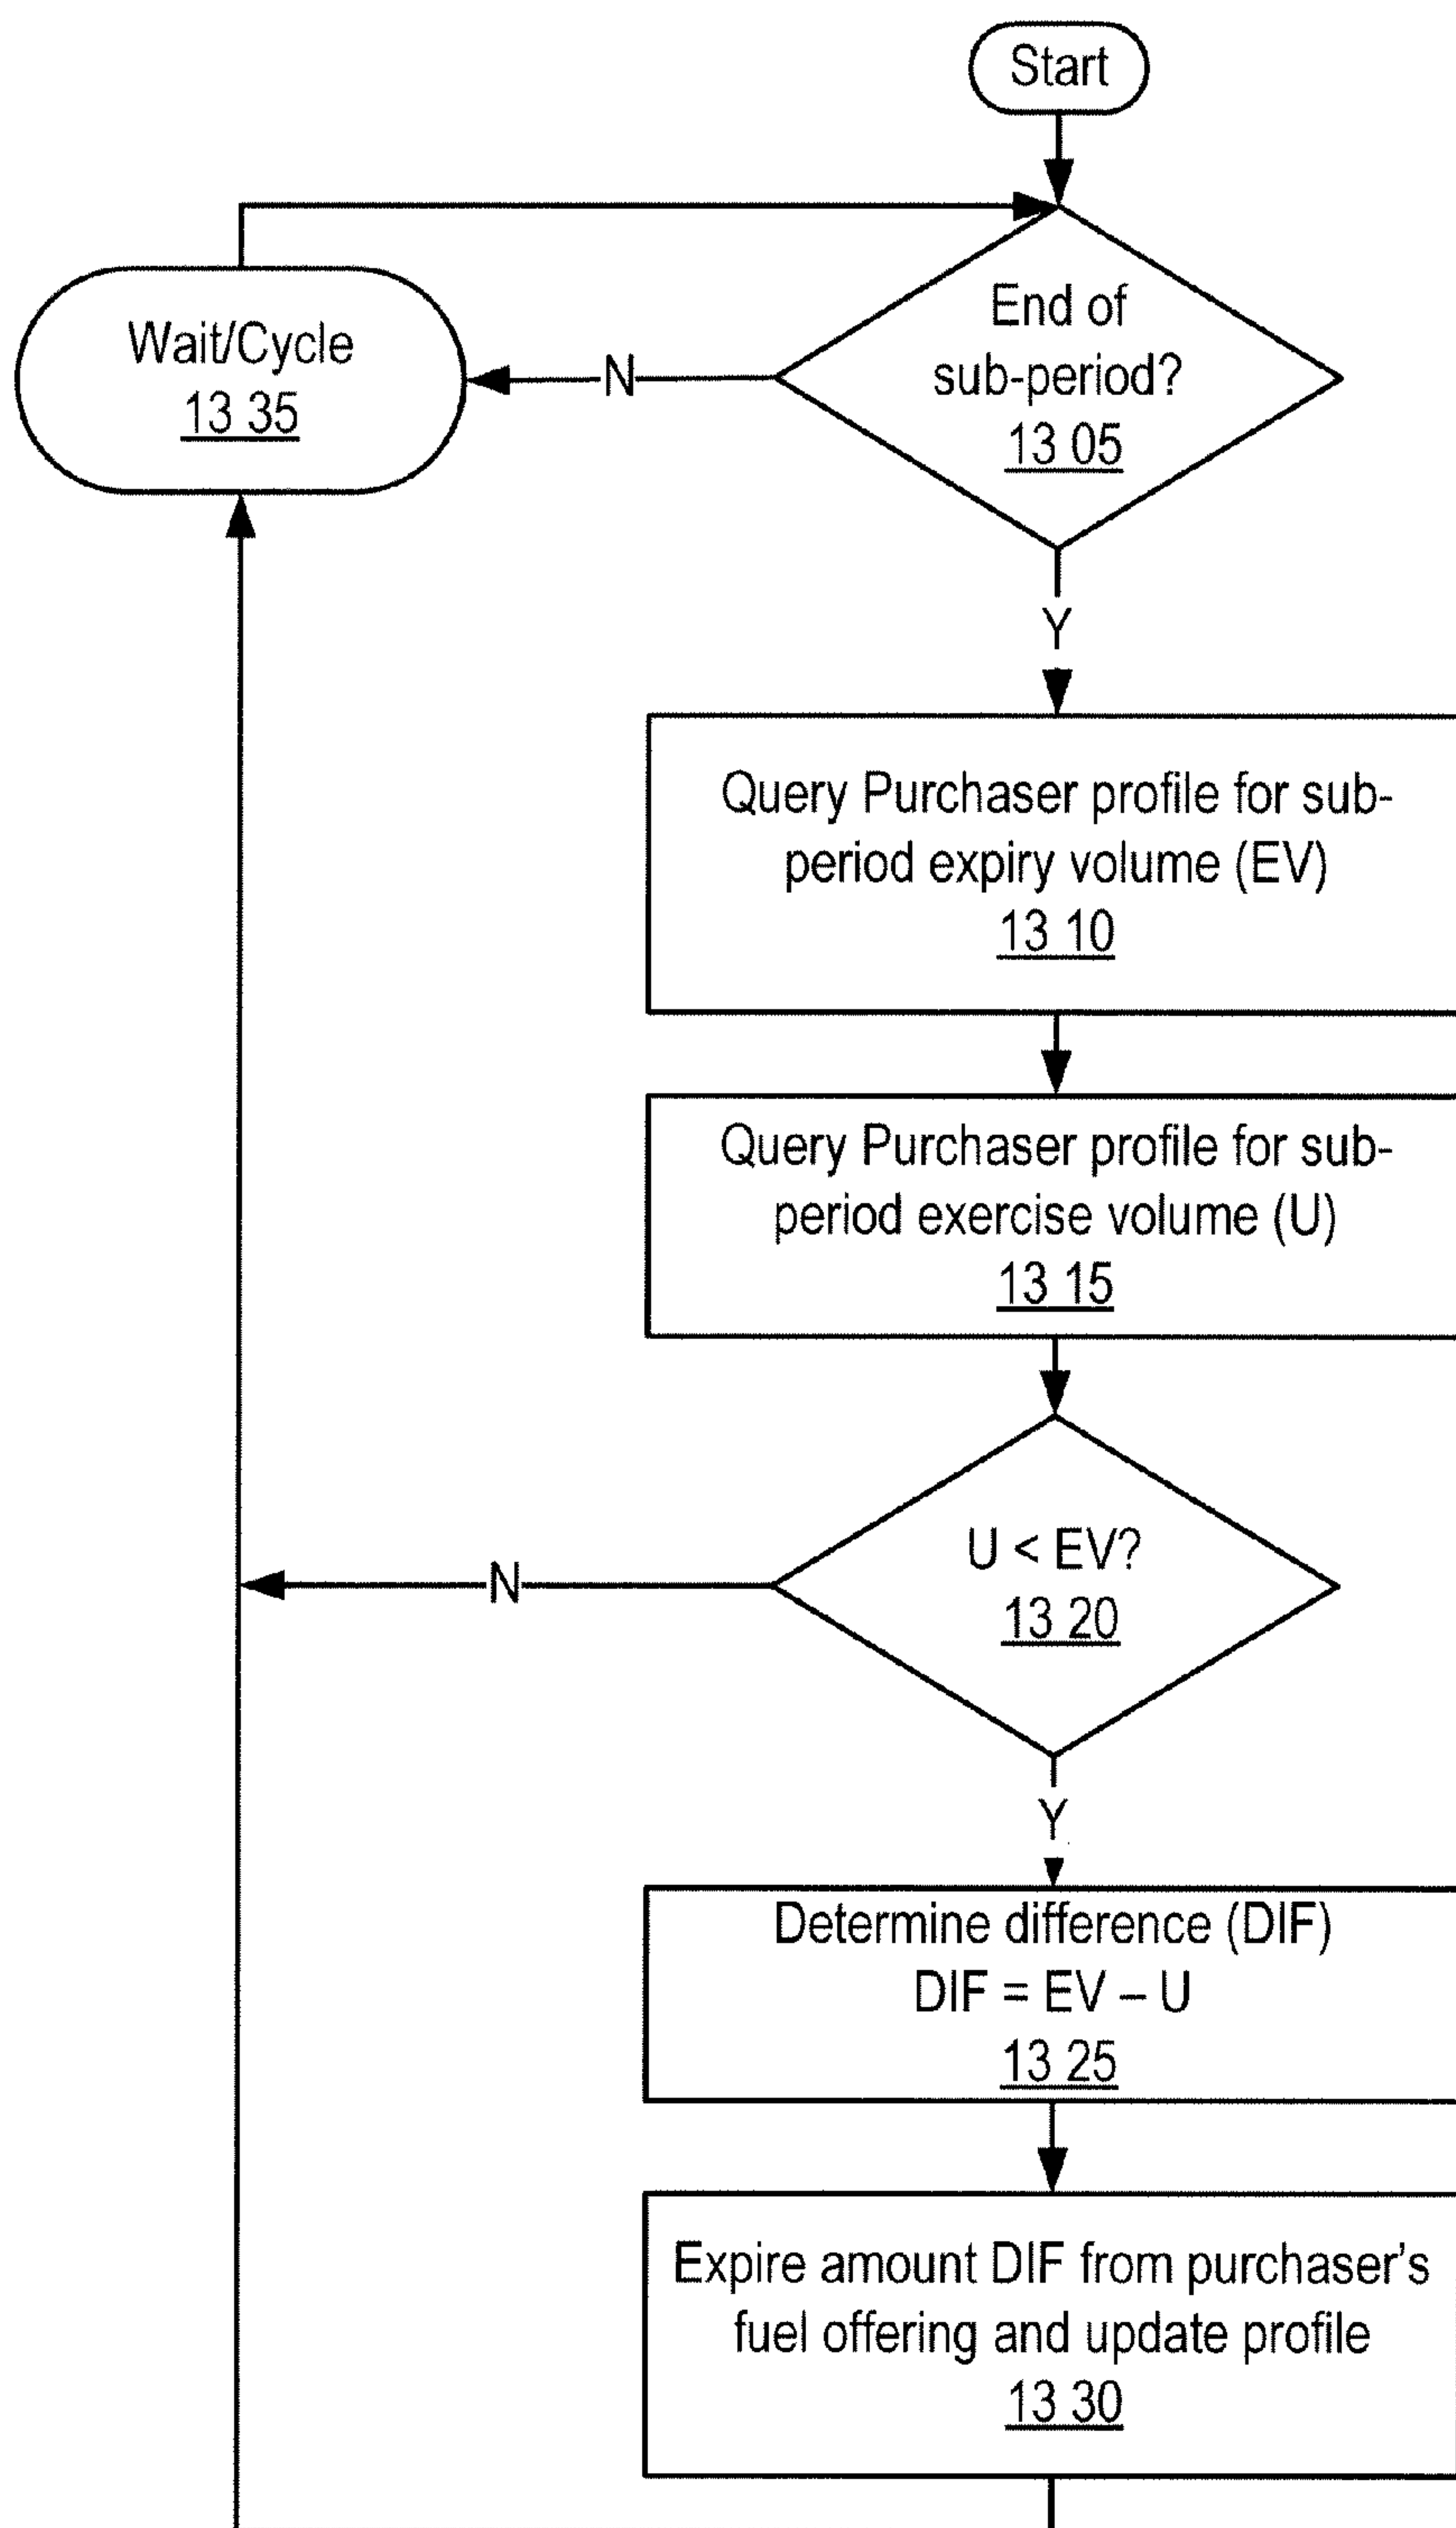 Start
End of
sub-period?
13 05
N
Wait/Cycle
13 35
Y
Query Purchaser profile for sub-
period expiry volume (EV)
13 10
Query Purchaser profile for sub-
period exercise volume (U)
13 15
U < EV?
13 20
N
Y
Determine difference (DIF)
DIF = EV – U
13 25
Expire amount DIF from purchaser's
fuel offering and update profile
13 30